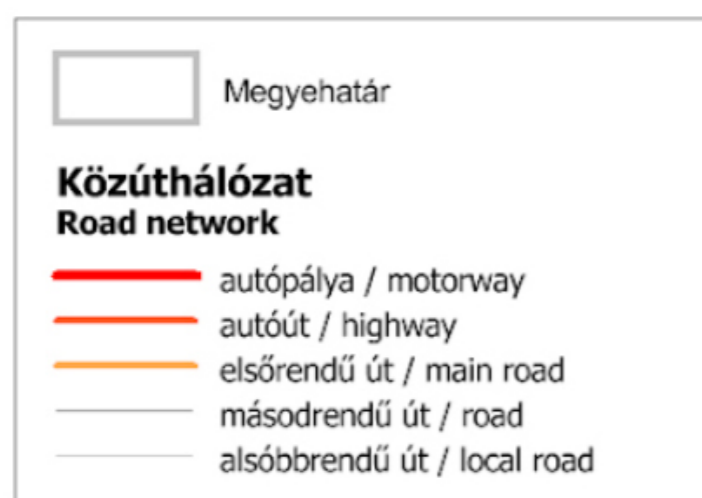 Megyehatár
Közúthálózat
Road network
autópálya / motorway
autóút / highway
elsőrendű út / main road
másodrendű út / road
alsóbbrendű út / local road